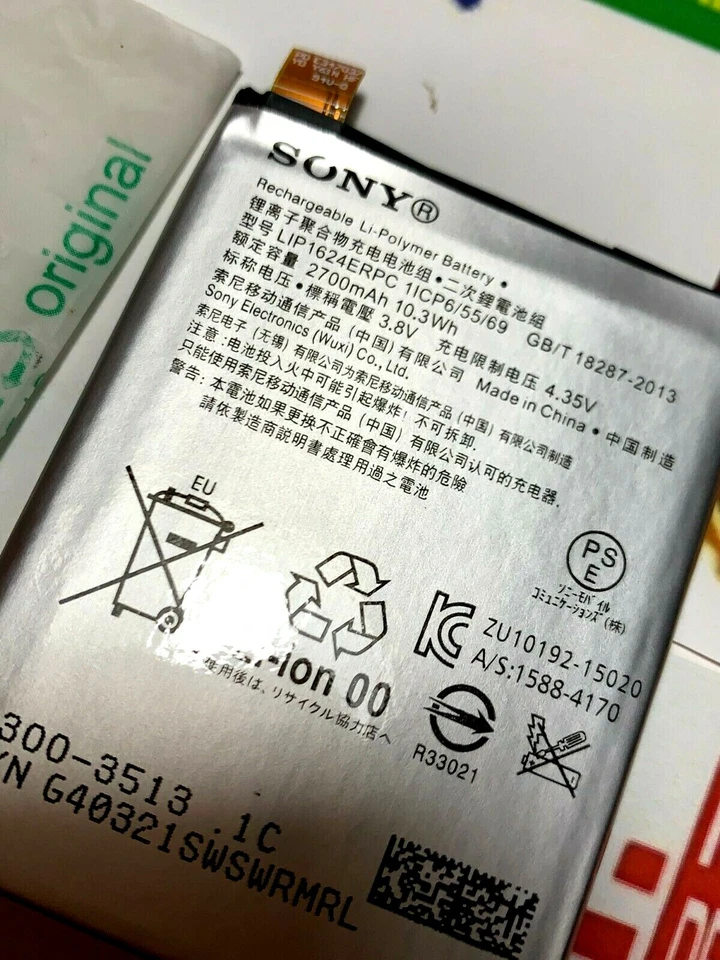 original
SONY®
Rechargeable Li-Polymer Battery •
锂离子聚合物充电电池组 • 二次鋰電池組
型号 LIP1624ERPC 1ICP6/55/69 GB/T 18287-2013
额定容量 2700mAh 10.3Wh
标称电压 • 標稱電壓 3.8V 充电限制电压 4.35V
索尼移动通信产品 (中国) 有限公司 Made in China • 中国制造
Sony Electronics (Wuxi) Co., Ltd.
索尼电子 (无锡) 有限公司为索尼移动通信产品 (中国) 有限公司制造
注意:电池投入火中可能引起爆炸! 不可拆卸
只能使用索尼移动通信产品 (中国) 有限公司认可的充电器.
警告: 本電池如果更換不正確會有爆炸的危險
請依製造商説明書處理用過之電池
EU
PS
E
ソニーモバイル
コミュニケーションズ (株)
ZU10192-15020
A/S:1588-4170
ion 00
使用後は、リサイクル協力店へ
R33021
300-3513 .1C
/N G40321SWSWRMRL